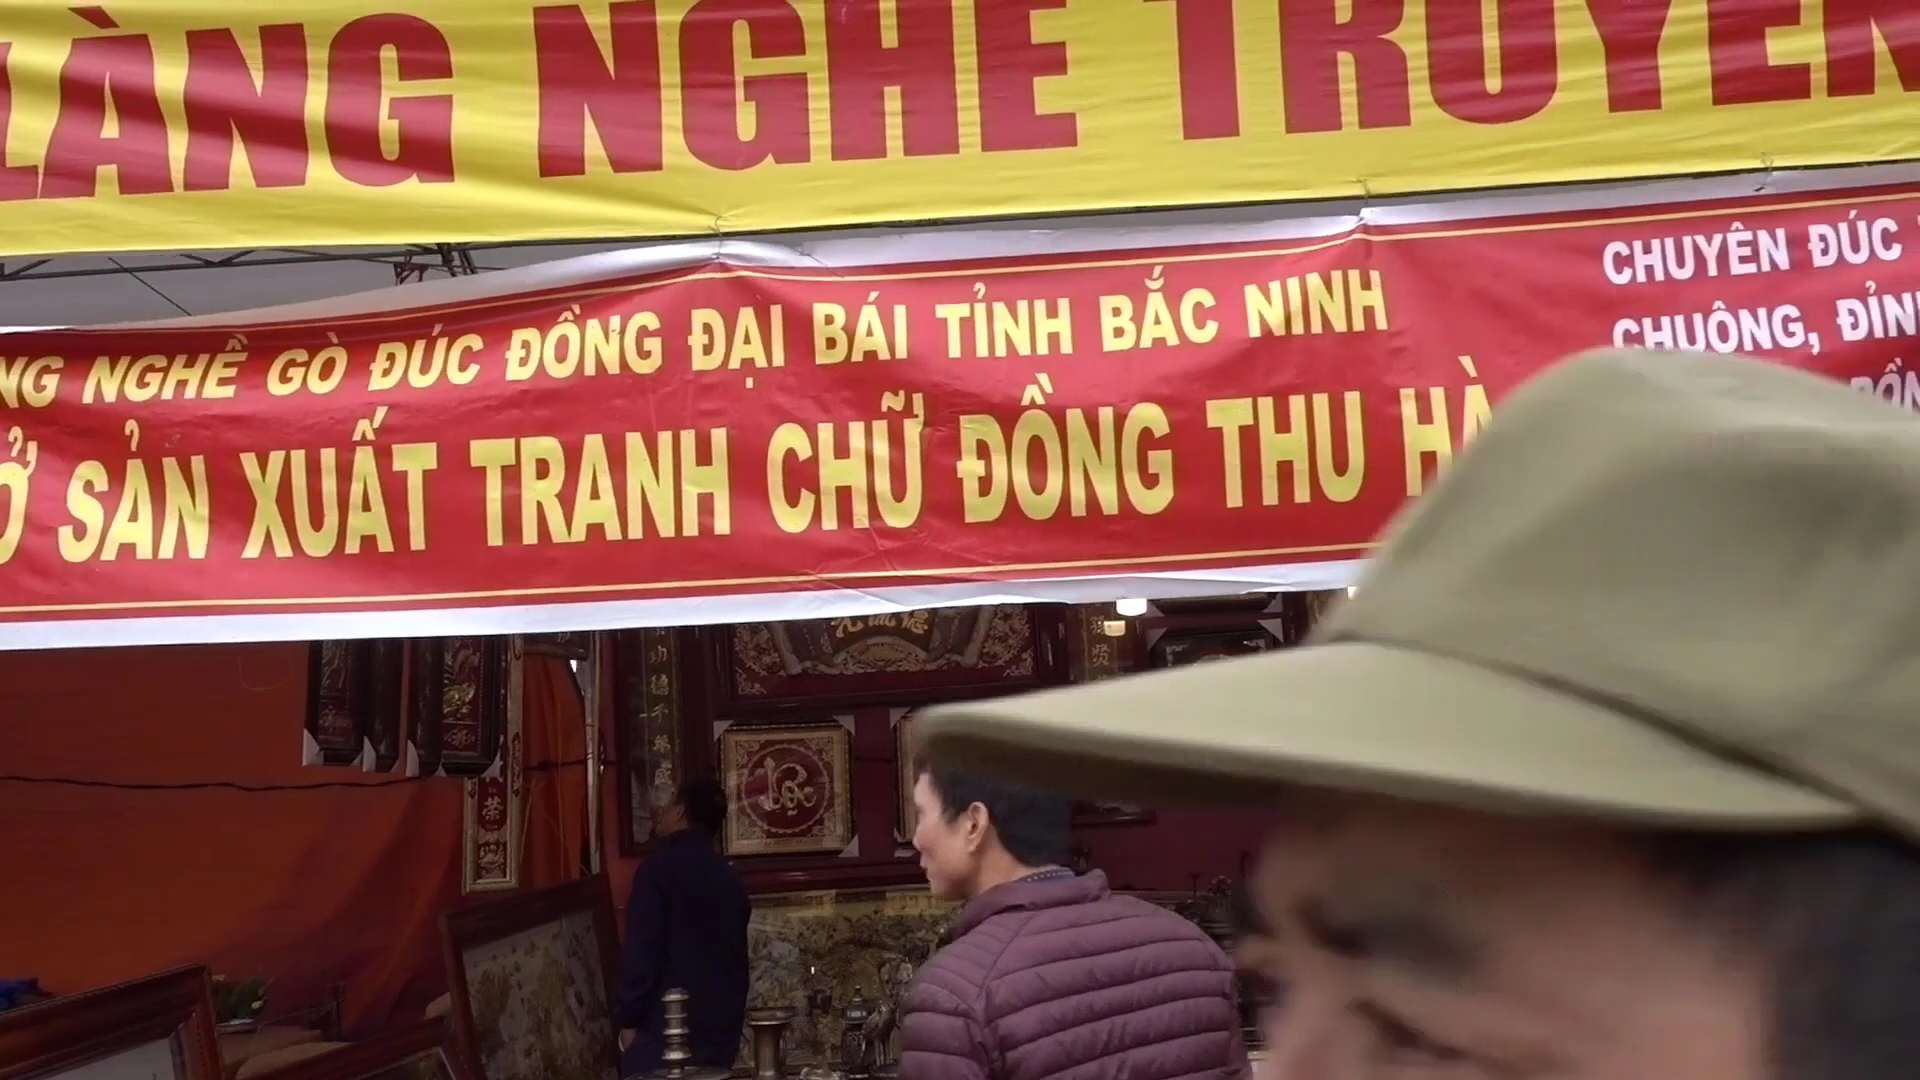 LÀNG NGHỀ TRUYỀN
NG NGHỀ GÒ ĐÚC ĐỒNG ĐẠI BÁI TỈNH BẮC NINH
Ở SẢN XUẤT TRANH CHỮ ĐỒNG THU HÀ
CHUYÊN ĐÚC
CHUÔNG, ĐỈN
Lộc